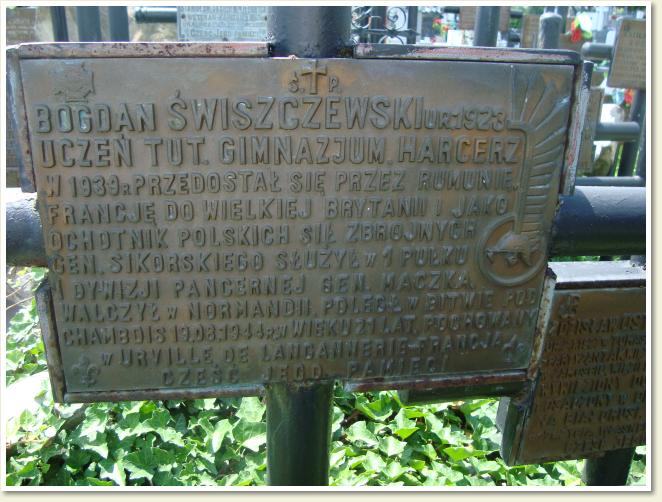 Ś.†P.
BOGDAN ŚWISZCZEWSKI UR.1923
UCZEŃ TUT. GIMNAZJUM. HARCERZ
W 1939R PRZEDOSTAŁ SIĘ PRZEZ RUMUNIĘ,
FRANCJĘ DO WIELKIEJ BRYTANII I JAKO
OCHOTNIK POLSKICH SIŁ ZBROJNYCH
GEN. SIKORSKIEGO SŁUŻYŁ W 1 PUŁKU
I DYWIZJI PANCERNEJ GEN. MACZKA.
WALCZYŁ W NORMANDII. POLEGŁ W BITWIE POD
CHAMBOIS 19.08.1944R.W WIEKU 21 LAT. POCHOWANY
W URVILLE DE LANGANNERIE-FRANCJA
CZEŚĆ JEGO PAMIĘCI